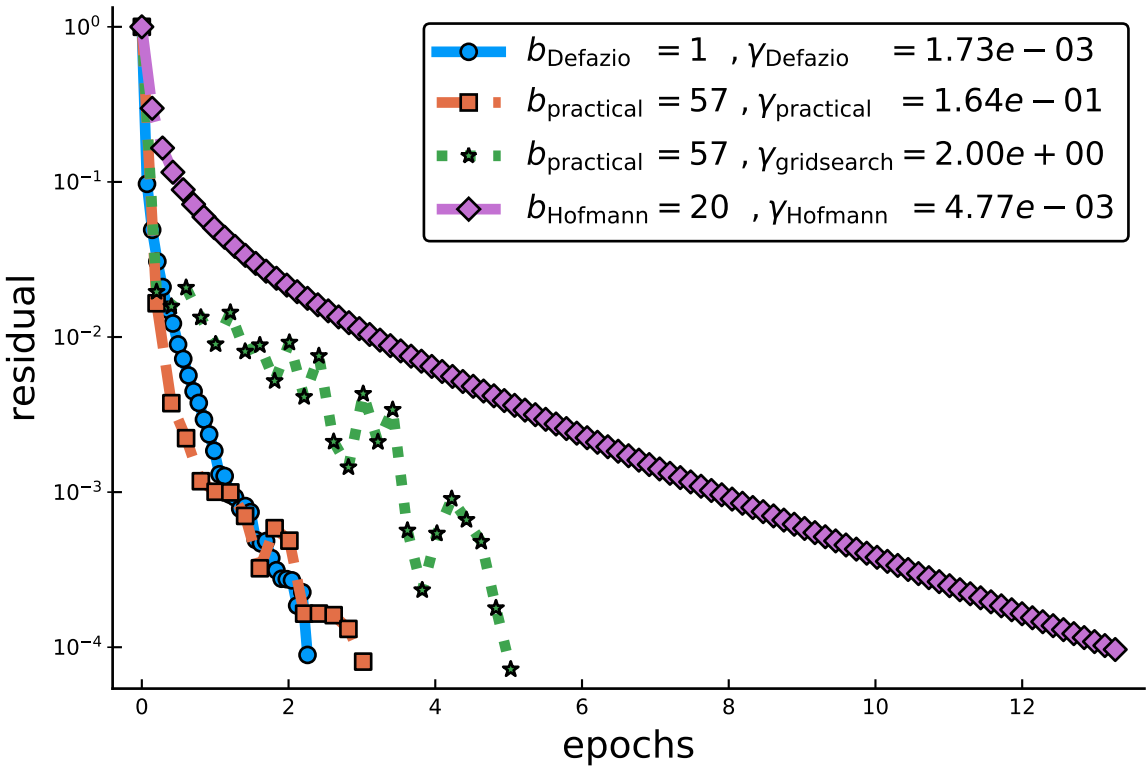 10⁰
10⁻¹
10⁻²
10⁻³
10⁻⁴
residual
b_Defazio = 1 , γ_Defazio = 1.73e − 03
b_practical = 57 , γ_practical = 1.64e − 01
b_practical = 57 , γ_gridsearch = 2.00e + 00
b_Hofmann = 20 , γ_Hofmann = 4.77e − 03
0 2 4 6 8 10 12
epochs